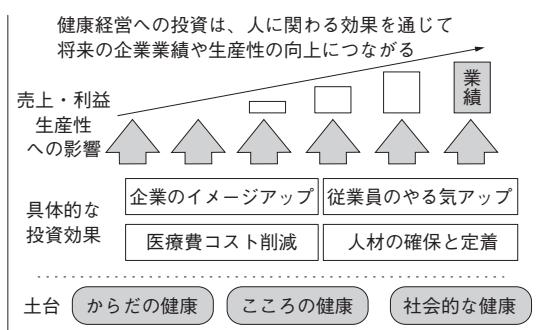 健康経営への投資は、人に関わる効果を通じて
将来の企業業績や生産性の向上につながる
業績
売上・利益
生産性
への影響
具体的な
投資効果
企業のイメージアップ
従業員のやる気アップ
医療費コスト削減
人材の確保と定着
土台
からだの健康
こころの健康
社会的な健康